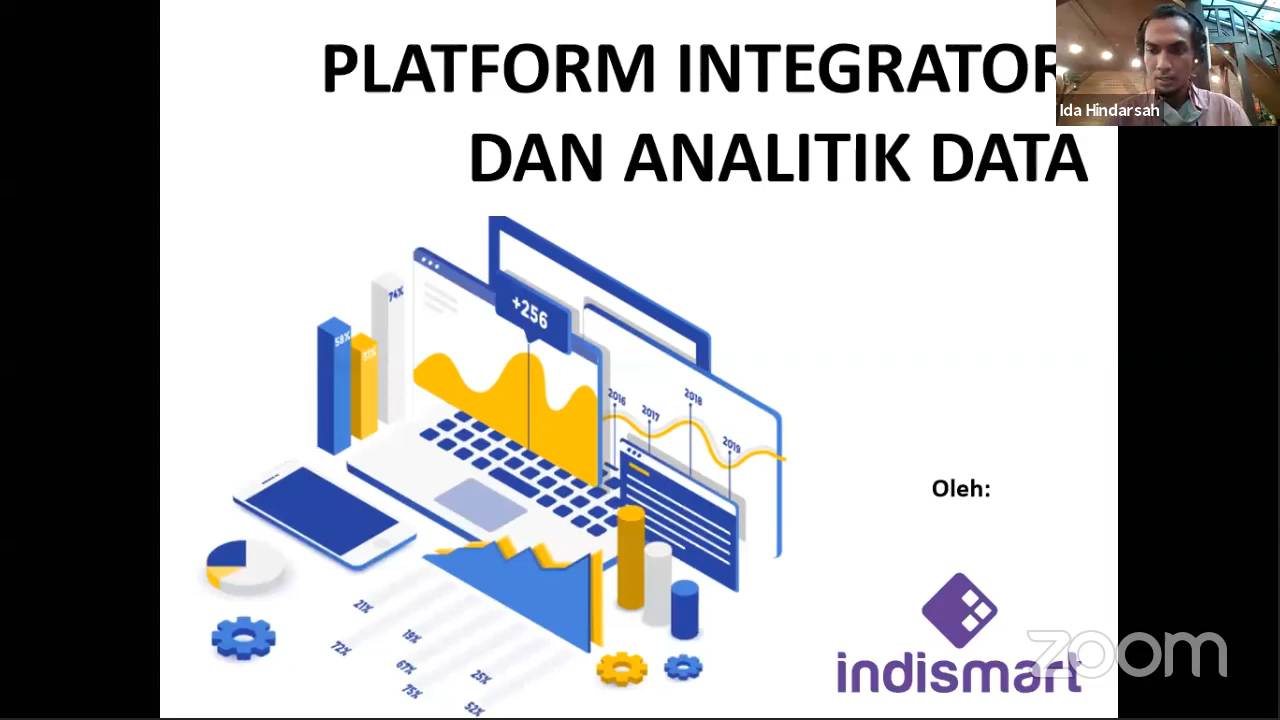 PLATFORM INTEGRATOR
DAN ANALITIK DATA
Ida Hindarsah
74%
58%
51%
+256
2016
2017
2018
2019
Oleh:
21%
19%
72%
67%
25%
75%
52%
indismart
zoom